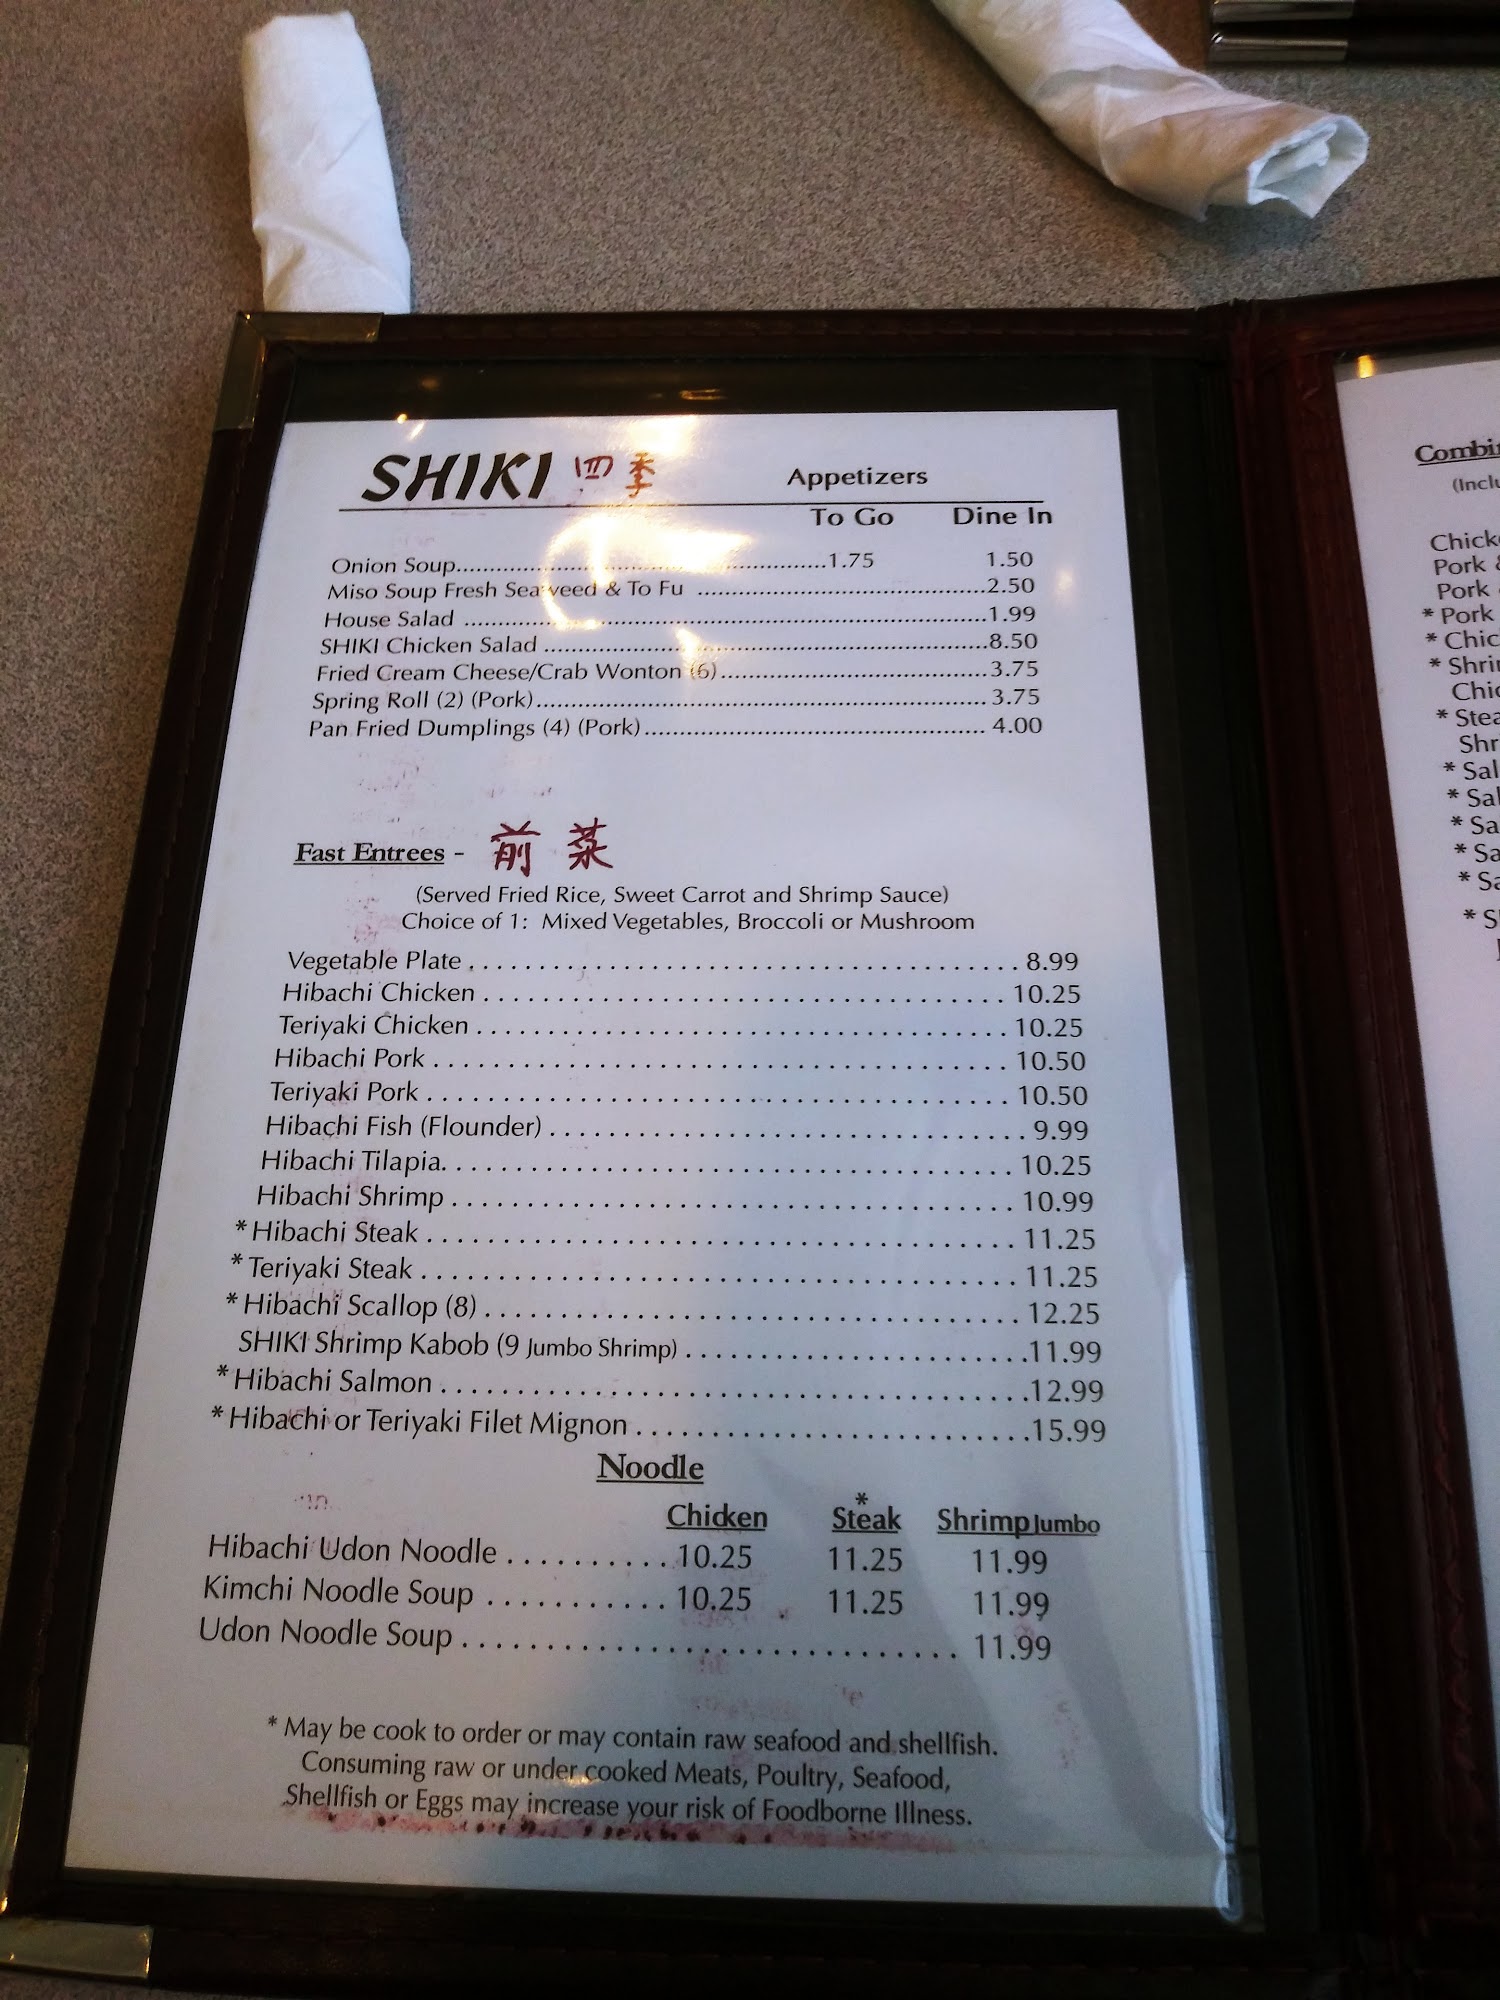 SHIKI 四季 Appetizers
To Go Dine In
Onion Soup..........1.75 1.50
Miso Soup Fresh Seaweed & To Fu ..........2.50
House Salad ..........1.99
SHIKI Chicken Salad ..........8.50
Fried Cream Cheese/Crab Wonton (6)..........3.75
Spring Roll (2) (Pork)..........3.75
Pan Fried Dumplings (4) (Pork)..........4.00
Fast Entrees - 前菜
(Served Fried Rice, Sweet Carrot and Shrimp Sauce)
Choice of 1: Mixed Vegetables, Broccoli or Mushroom
Vegetable Plate . . . . . . . . . . 8.99
Hibachi Chicken . . . . . . . . . . 10.25
Teriyaki Chicken . . . . . . . . . . 10.25
Hibachi Pork . . . . . . . . . . 10.50
Teriyaki Pork . . . . . . . . . . 10.50
Hibachi Fish (Flounder) . . . . . . . . . . 9.99
Hibachi Tilapia. . . . . . . . . . 10.25
Hibachi Shrimp . . . . . . . . . . 10.99
* Hibachi Steak . . . . . . . . . . 11.25
* Teriyaki Steak . . . . . . . . . . 11.25
* Hibachi Scallop (8) . . . . . . . . . . 12.25
SHIKI Shrimp Kabob (9 Jumbo Shrimp) . . . . . . . . . .11.99
* Hibachi Salmon . . . . . . . . . .12.99
* Hibachi or Teriyaki Filet Mignon . . . . . . . . . .15.99
Noodle
Chicken *Steak Shrimp Jumbo
Hibachi Udon Noodle . . . . . . . . . . 10.25 11.25 11.99
Kimchi Noodle Soup . . . . . . . . . . 10.25 11.25 11.99
Udon Noodle Soup . . . . . . . . . . 11.99
* May be cook to order or may contain raw seafood and shellfish.
Consuming raw or under cooked Meats, Poultry, Seafood,
Shellfish or Eggs may increase your risk of Foodborne Illness.
Pork
Pork
* Pork